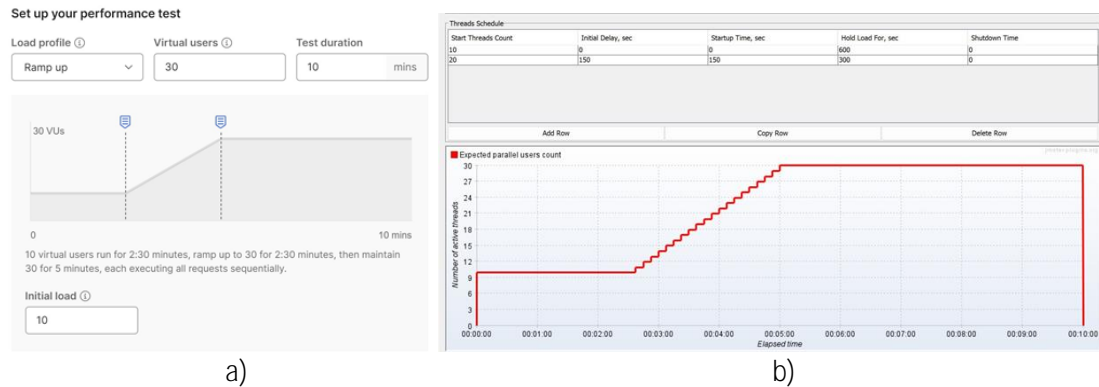 Set up your performance test
Load profile Virtual users Test duration
Ramp up 30 10 mins
30 VUs
0 10 mins
10 virtual users run for 2:30 minutes, ramp up to 30 for 2:30 minutes, then maintain
30 for 5 minutes, each executing all requests sequentially.
Initial load
10
a)
Threads Schedule
Start Threads Count Initial Delay, sec Startup Time, sec Hold Load For, sec Shutdown Time
10 0 0 600 0
20 150 150 300 0
Add Row Copy Row Delete Row
Expected parallel users count
30
27
24
21
18
15
12
9
6
3
0
Number of active threads
00:00:00 00:01:00 00:02:00 00:03:00 00:04:00 00:05:00 00:06:00 00:07:00 00:08:00 00:09:00 00:10:00
Elapsed time
b)